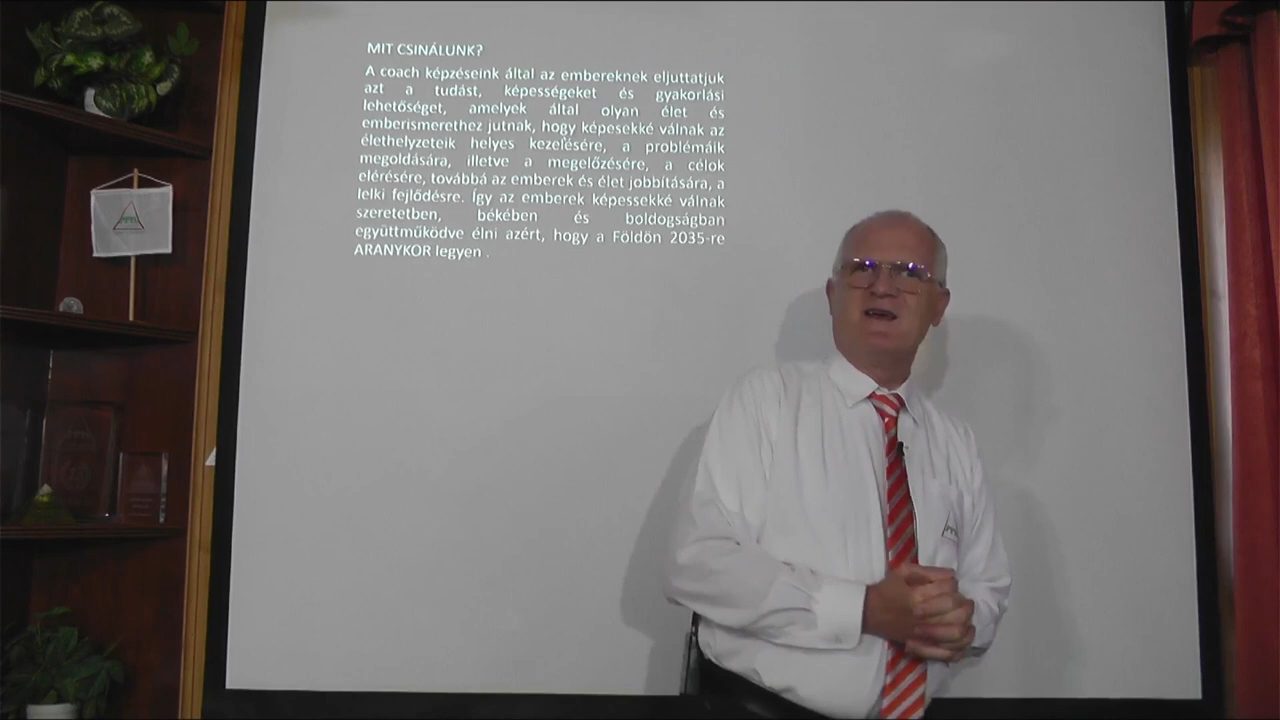 MIT CSINÁLUNK?
A coach képzéseink által az embereknek eljuttatjuk
azt a tudást, képességeket és gyakorlási
lehetőséget, amelyek által olyan élet és
emberismerethez jutnak, hogy képesekké válnak az
élethelyzeteik helyes kezelésére, a problémáik
megoldására, illetve a megelőzésére, a célok
elérésére, továbbá az emberek és élet jobbítására, a
lelki fejlődésre. Így az emberek képessekké válnak
szeretetben, békében és boldogságban
együttműködve élni azért, hogy a Földön 2035-re
ARANYKOR legyen .